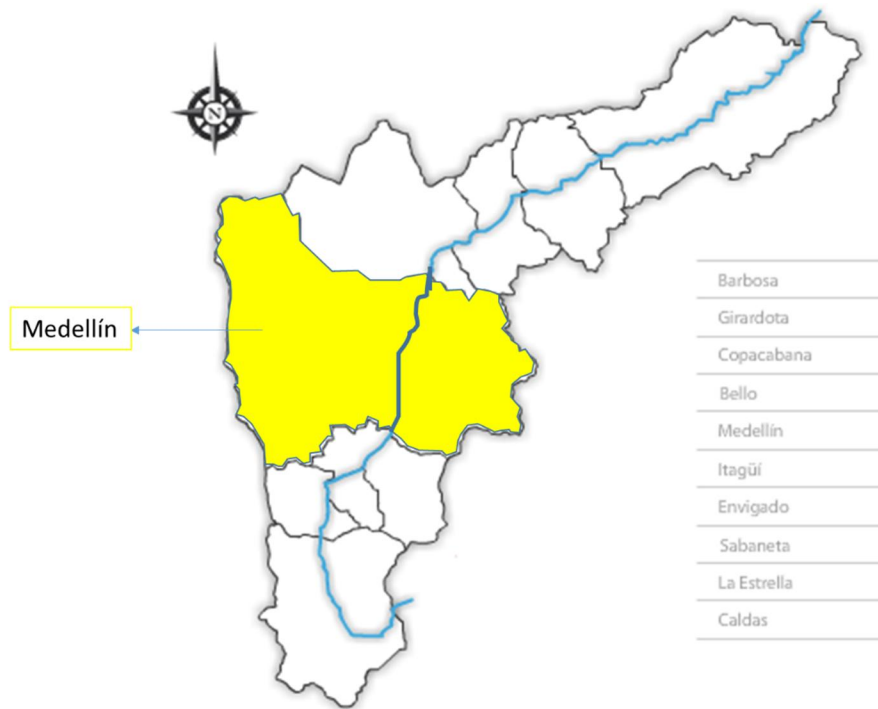 N
Medellín
Barbosa
Girardota
Copacabana
Bello
Medellín
Itagüí
Envigado
Sabaneta
La Estrella
Caldas